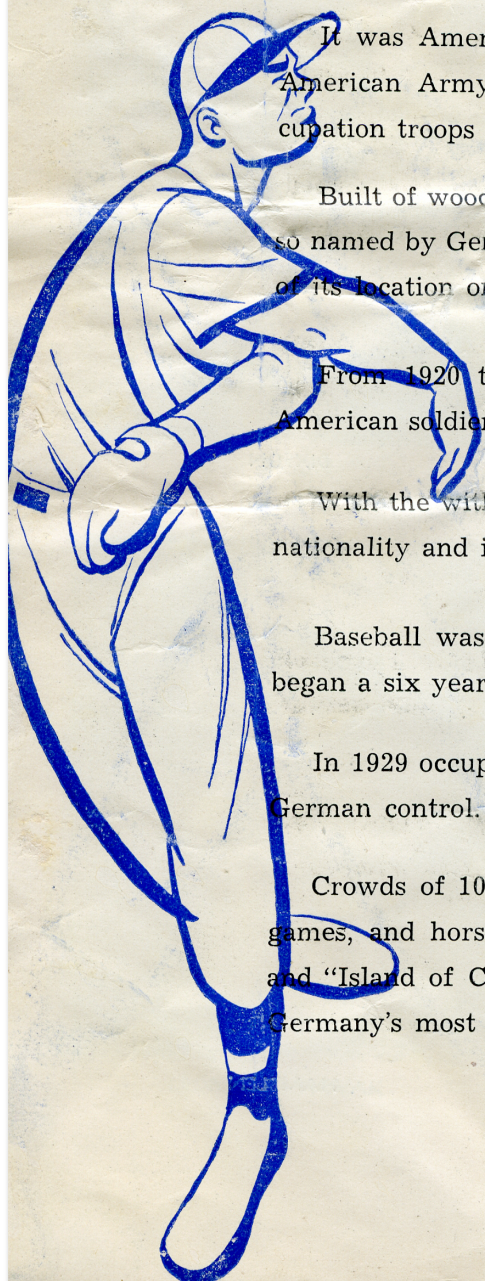 It was Amer
American Army
cupation troops
Built of wood
so named by Ger
of its location on
From 1920 t
American soldier
With the with
nationality and i
Baseball was
began a six year
In 1929 occup
German control.
Crowds of 10
games, and hors
and “Island of C
Germany’s most